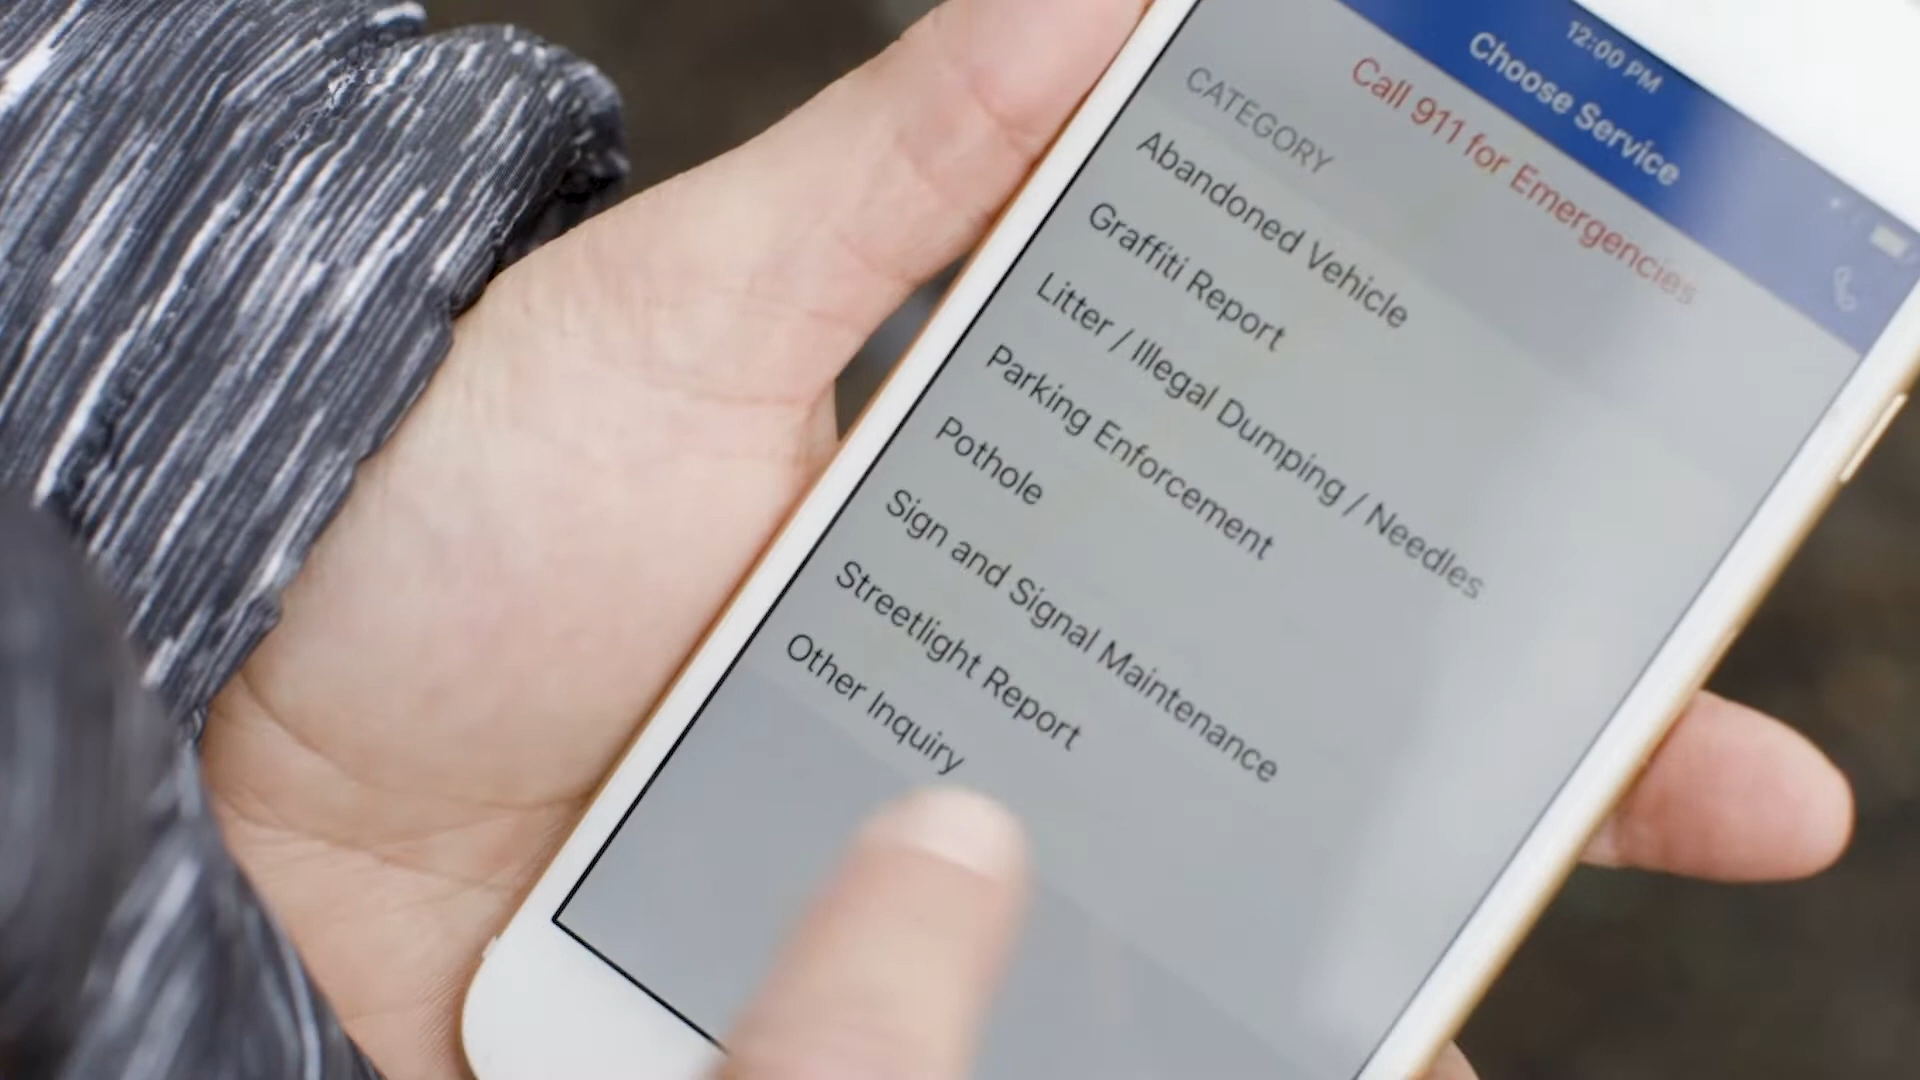 12:00 PM
Choose Service
Call 911 for Emergencies
CATEGORY
Abandoned Vehicle
Graffiti Report
Litter / Illegal Dumping / Needles
Parking Enforcement
Pothole
Sign and Signal Maintenance
Streetlight Report
Other Inquiry